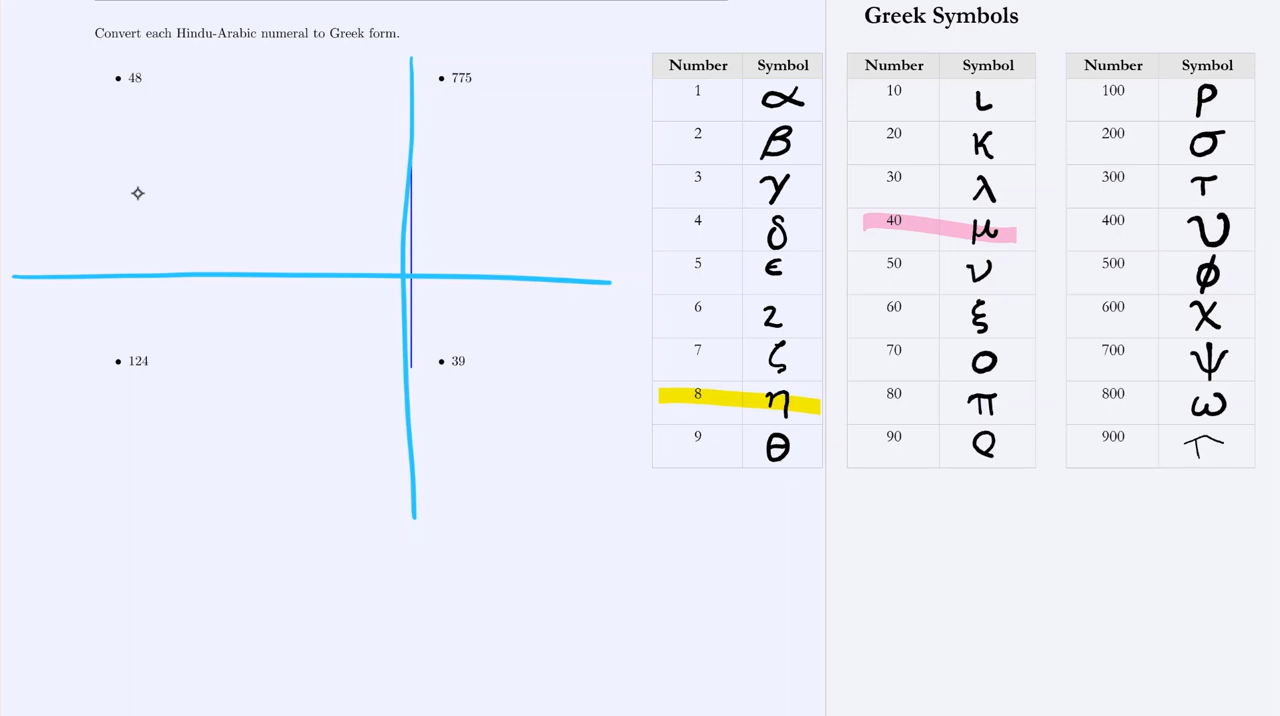 Greek Symbols
Convert each Hindu-Arabic numeral to Greek form.
• 48
• 775
• 124
• 39
Number Symbol
1 α
2 β
3 γ
4 δ
5 ϵ
6 2
7 ζ
8 η
9 θ
Number Symbol
10 ι
20 κ
30 λ
40 μ
50 ν
60 ξ
70 ο
80 π
90 Q
Number Symbol
100 ρ
200 σ
300 τ
400 υ
500 ϕ
600 χ
700 ψ
800 ω
900 ↑